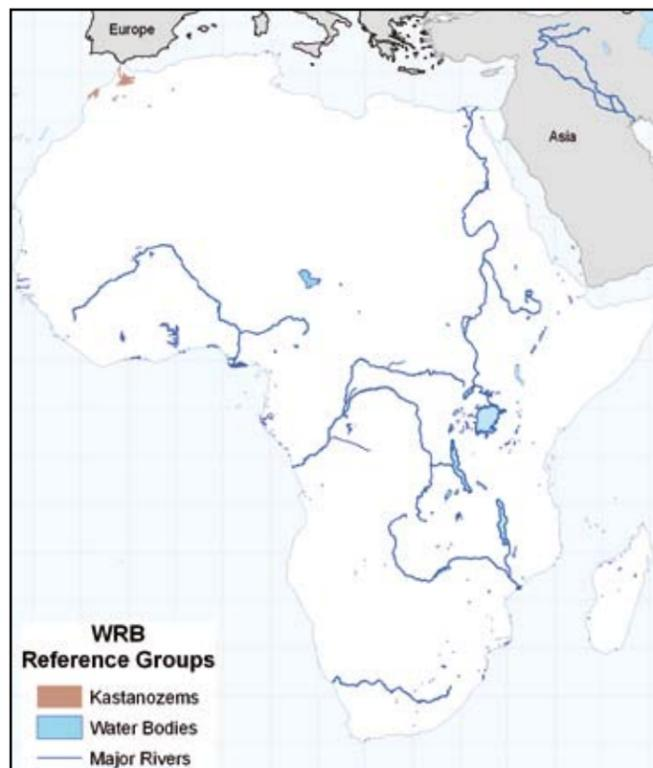 Europe
Asia
WRB
Reference Groups
Kastanozems
Water Bodies
Major Rivers